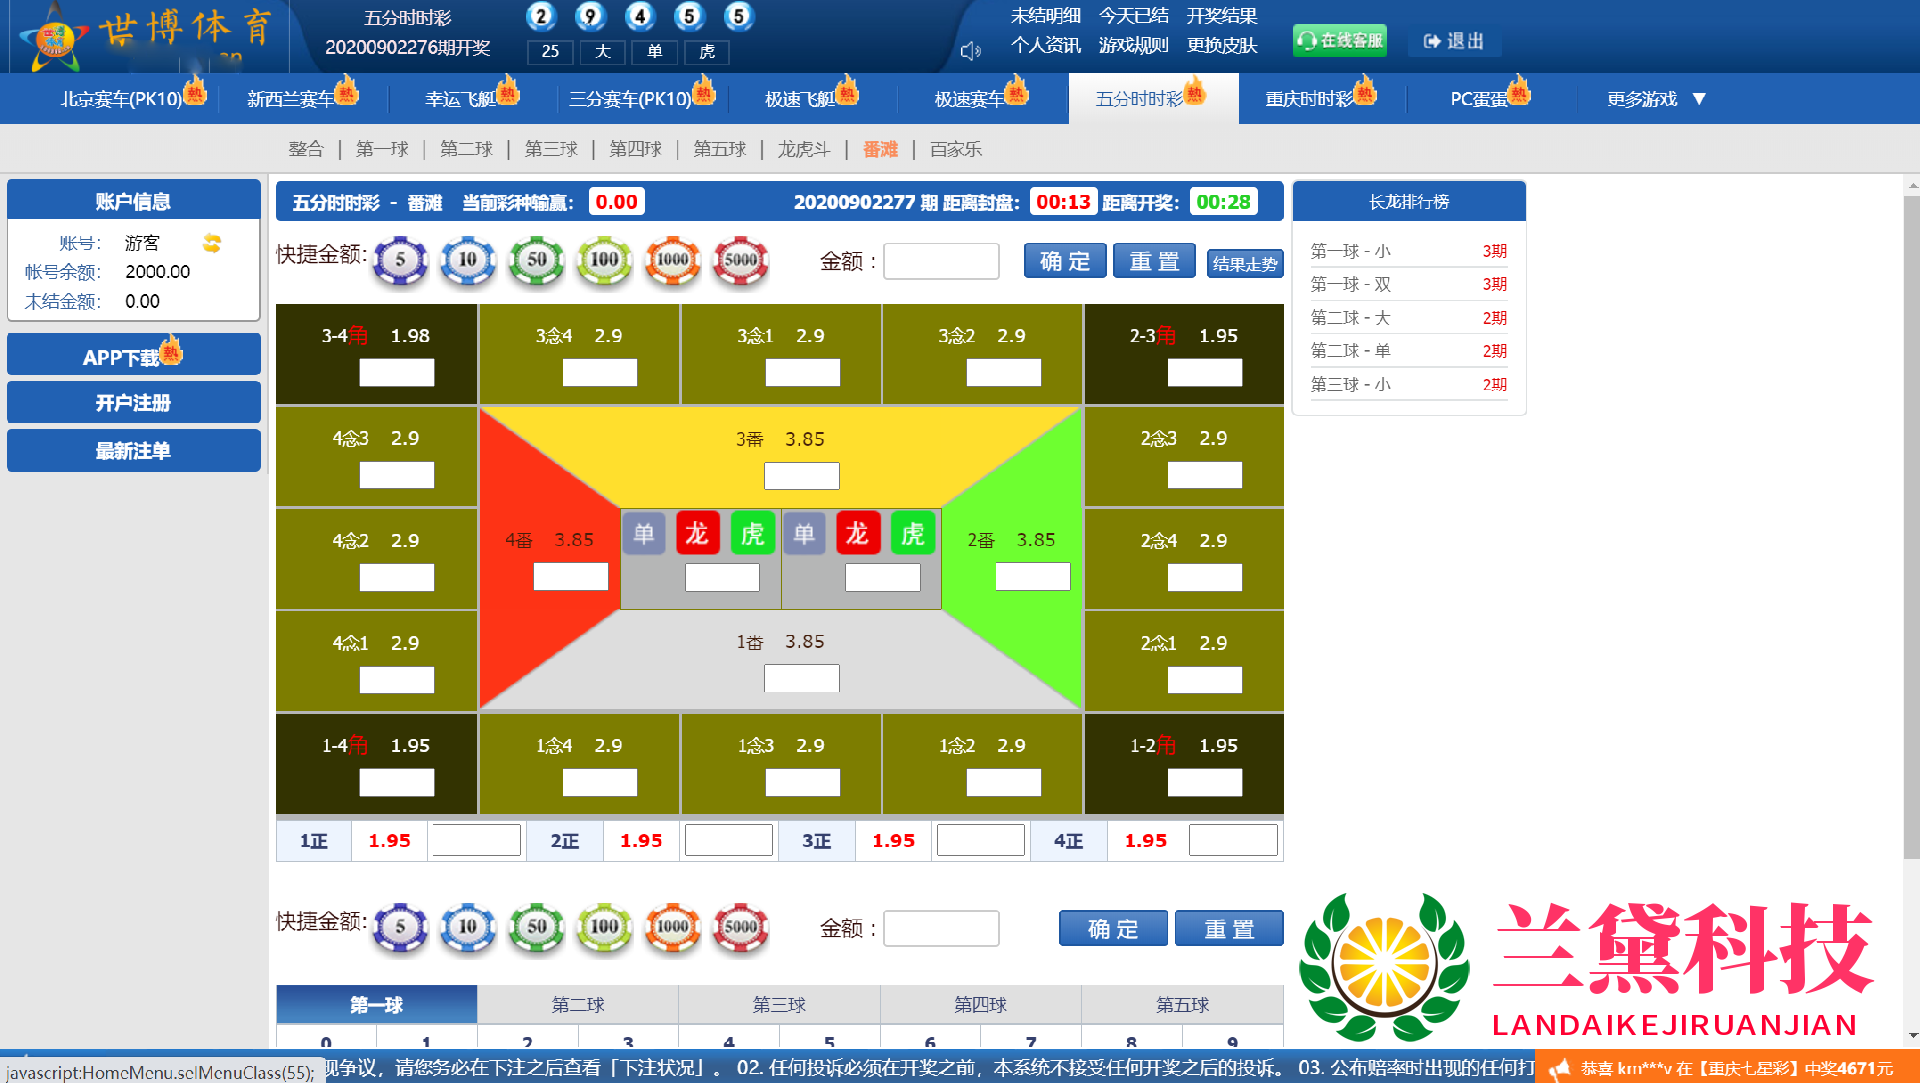 世博体育
五分时时彩
20200902276期开奖
2 9 4 5 5
25 大 单 虎
未结明细 今天已结 开奖结果
个人资讯 游戏规则 更换皮肤
在线客服
退出
北京赛车(PK10)熱 新西兰赛车熱 幸运飞艇熱 三分赛车(PK10)熱 极速飞艇熱 极速赛车熱 五分时时彩熱 重庆时时彩熱 PC蛋蛋熱 更多游戏 ▼
整合 | 第一球 | 第二球 | 第三球 | 第四球 | 第五球 | 龙虎斗 | 番滩 | 百家乐
账户信息
账号: 游客
帐号余额: 2000.00
未结金额: 0.00
APP下载熱
开户注册
最新注单
五分时时彩 - 番滩 当前彩种输赢: 0.00 20200902277 期 距离封盘: 00:13 距离开奖: 00:28
快捷金额: 5 10 50 100 1000 5000 金额 : 确 定 重 置 结果走势
3-4角 1.98 3念4 2.9 3念1 2.9 3念2 2.9 2-3角 1.95
4念3 2.9 3番 3.85 2念3 2.9
4念2 2.9 4番 3.85 单 龙 虎 单 龙 虎 2番 3.85 2念4 2.9
4念1 2.9 1番 3.85 2念1 2.9
1-4角 1.95 1念4 2.9 1念3 2.9 1念2 2.9 1-2角 1.95
1正 1.95 2正 1.95 3正 1.95 4正 1.95
快捷金额: 5 10 50 100 1000 5000 金额 : 确 定 重 置
第一球 第二球 第三球 第四球 第五球
0 1 2 3 4 5 6 7 8 9
长龙排行榜
第一球 - 小 3期
第一球 - 双 3期
第二球 - 大 2期
第二球 - 单 2期
第三球 - 小 2期
兰黛科技
LANDAIKEJIRUANJIAN
现争议，请您务必在下注之后查看「下注状况」。 02. 任何投诉必须在开奖之前，本系统不接受任何开奖之后的投诉。 03. 公布赔率时出现的任何打
javascript:HomeMenu.selMenuClass(55);
恭喜 km***v 在【重庆七星彩】中奖4671元